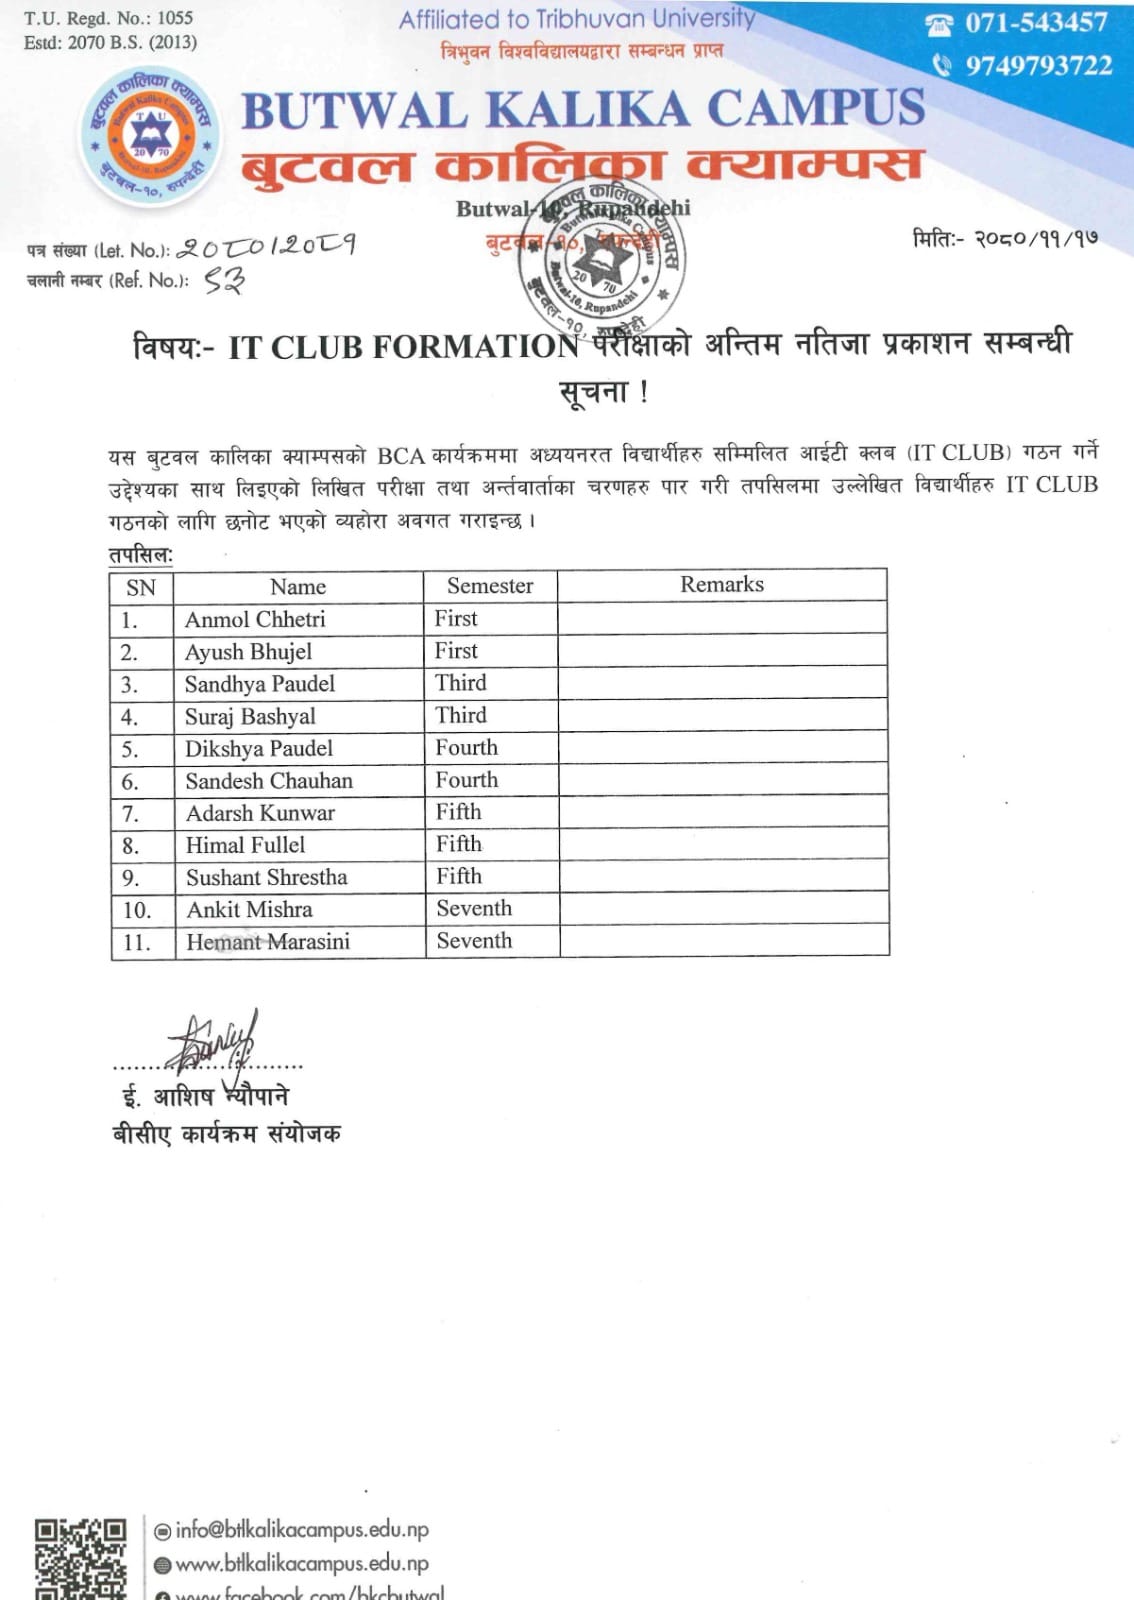 T.U. Regd. No.: 1055
Estd: 2070 B.S. (2013)
Affiliated to Tribhuvan University
त्रिभुवन विश्वविद्यालयद्वारा सम्बन्धन प्राप्त
071-543457
9749793722
BUTWAL KALIKA CAMPUS
बुटवल कालिका क्याम्पस
Butwal-10, Rupandehi
बुटवल-१०, रुपन्देही
पत्र संख्या (Let. No.): २०८०।२०८१
चलानी नम्बर (Ref. No.): ५३
मितिः- २०८०/११/१७
विषयः- IT CLUB FORMATION परीक्षाको अन्तिम नतिजा प्रकाशन सम्बन्धी
सूचना !
यस बुटवल कालिका क्याम्पसको BCA कार्यक्रममा अध्ययनरत विद्यार्थीहरु सम्मिलित आईटी क्लब (IT CLUB) गठन गर्ने
उद्देश्यका साथ लिइएको लिखित परीक्षा तथा अर्न्तवार्ताका चरणहरु पार गरी तपसिलमा उल्लेखित विद्यार्थीहरु IT CLUB
गठनको लागि छनोट भएको व्यहोरा अवगत गराइन्छ ।
तपसिलः
SN Name Semester Remarks
1. Anmol Chhetri First
2. Ayush Bhujel First
3. Sandhya Paudel Third
4. Suraj Bashyal Third
5. Dikshya Paudel Fourth
6. Sandesh Chauhan Fourth
7. Adarsh Kunwar Fifth
8. Himal Fullel Fifth
9. Sushant Shrestha Fifth
10. Ankit Mishra Seventh
11. Hemant Marasini Seventh
ई. आशिष न्यौपाने
बीसीए कार्यक्रम संयोजक
info@btlkalikacampus.edu.np
www.btlkalikacampus.edu.np
www.facebook.com/bkcbutwal